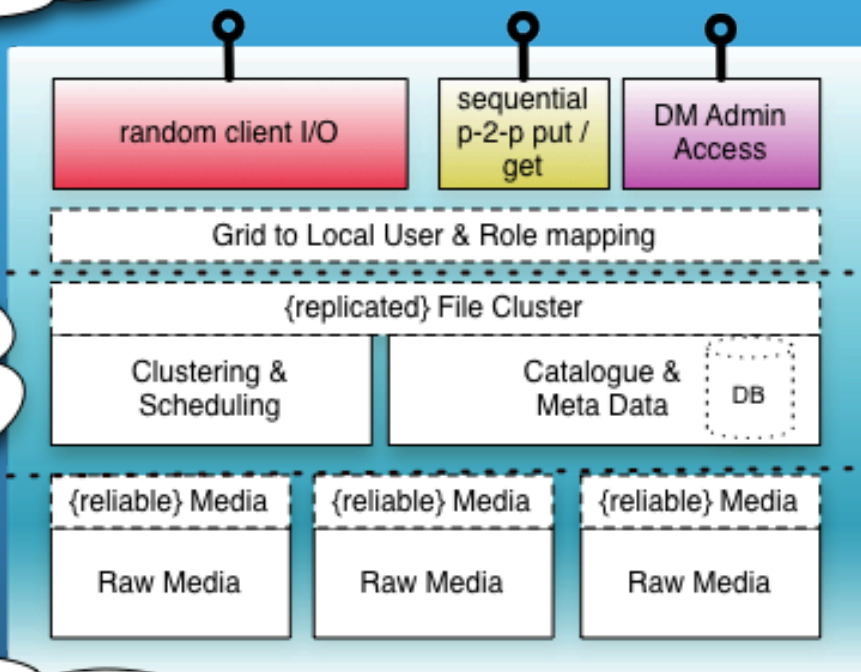 random client I/O
sequential
p-2-p put /
get
DM Admin
Access
Grid to Local User & Role mapping
{replicated} File Cluster
Clustering &
Scheduling
Catalogue &
Meta Data
DB
{reliable} Media
{reliable} Media
{reliable} Media
Raw Media
Raw Media
Raw Media